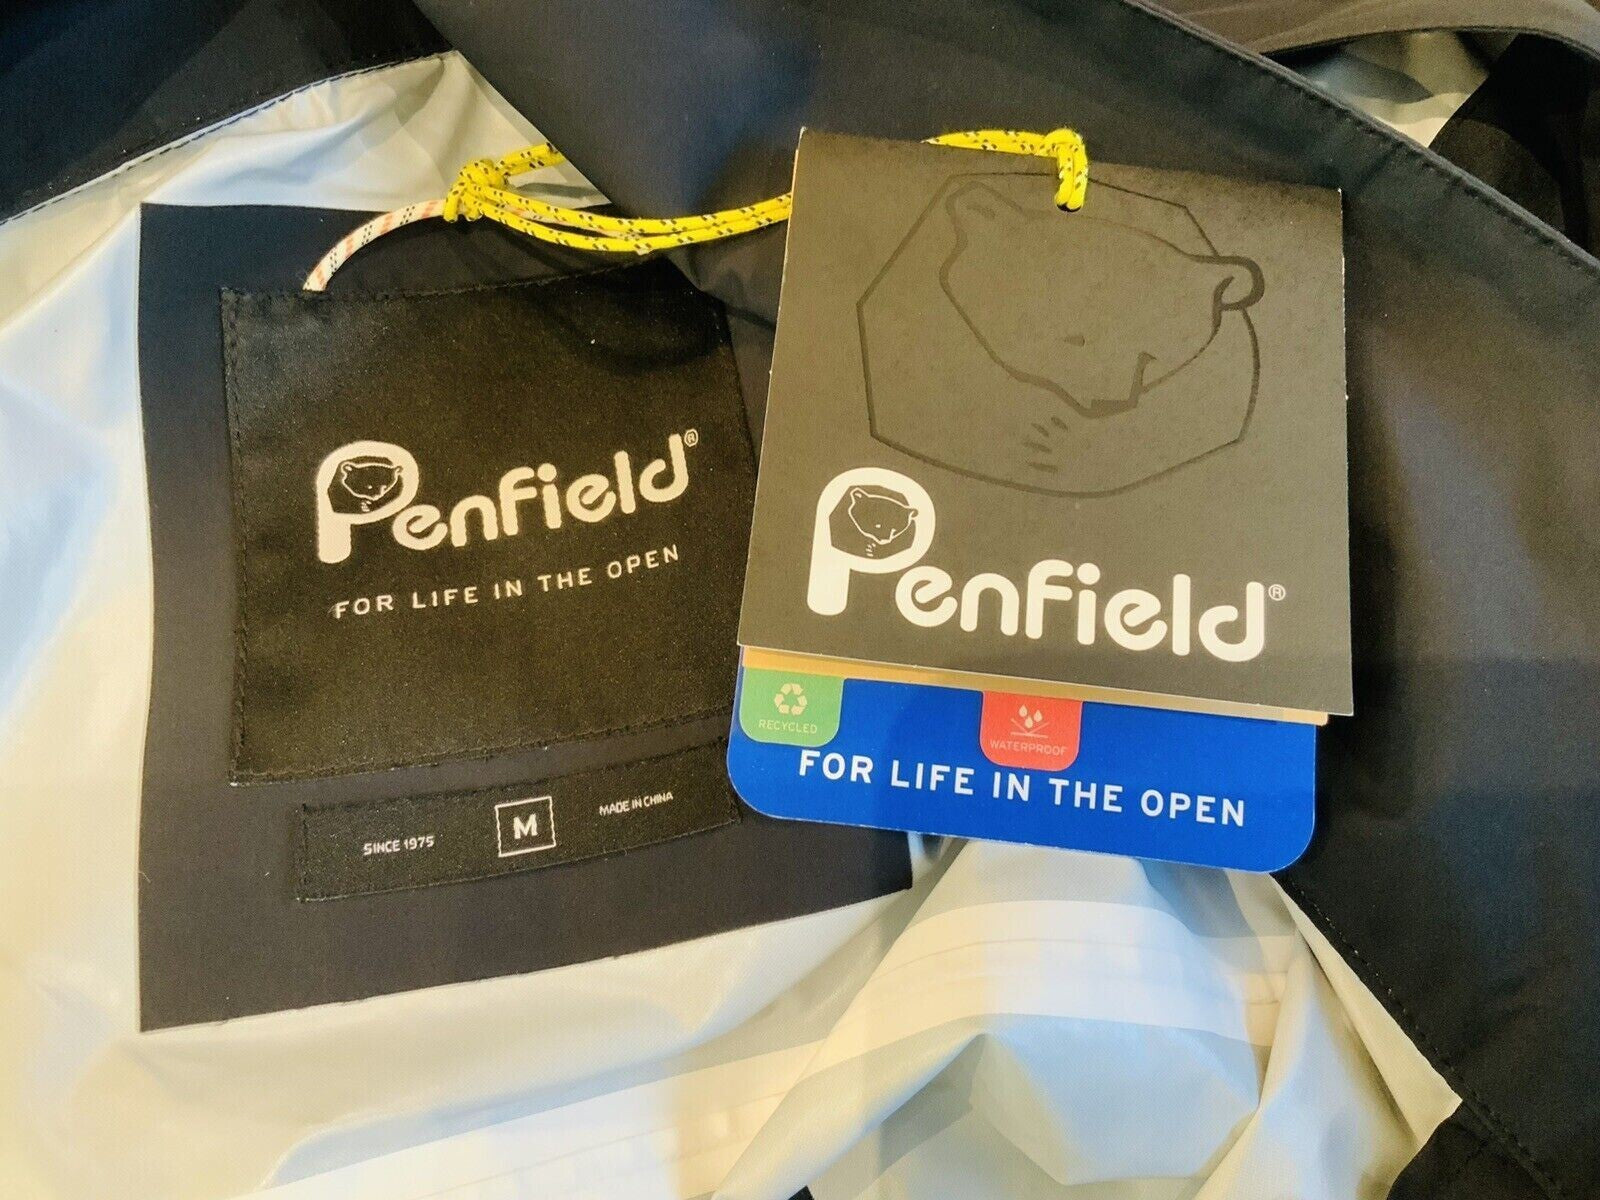 Penfield®
FOR LIFE IN THE OPEN
SINCE 1975
M
MADE IN CHINA
Penfield®
RECYCLED
WATERPROOF
FOR LIFE IN THE OPEN